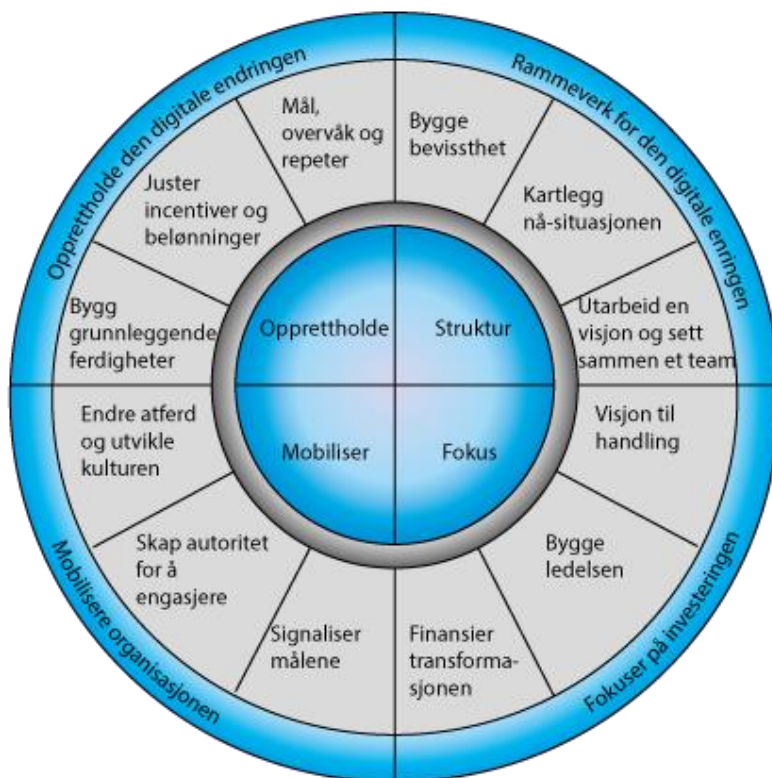 Opprettholde den digitale endringen
Rammeverk for den digitale enringen
Mål,
overvåk og
repeter
Bygge
bevissthet
Juster
incentiver og
belønninger
Kartlegg
nå-situasjonen
Bygg
grunnleggende
ferdigheter
Opprettholde
Struktur
Utarbeid en
visjon og sett
sammen et team
Endre atferd
og utvikle
kulturen
Mobiliser
Fokus
Visjon til
handling
Skap autoritet
for å
engasjere
Bygge
ledelsen
Signaliser
målene
Finansier
transforma-
sjonen
Mobilisere organisasjonen
Fokuser på investeringen